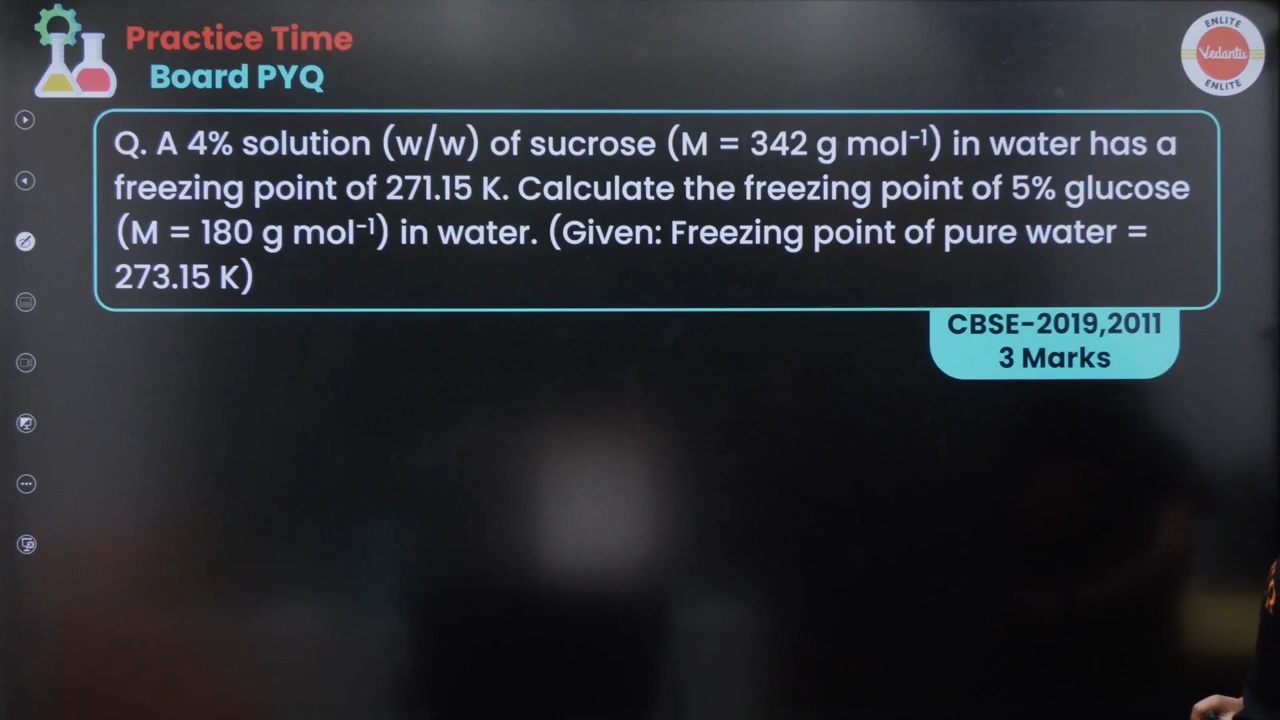 Practice Time
Board PYQ
ENLITE
Vedantu
ENLITE
Q. A 4% solution (w/w) of sucrose (M = 342 g mol⁻¹) in water has a
freezing point of 271.15 K. Calculate the freezing point of 5% glucose
(M = 180 g mol⁻¹) in water. (Given: Freezing point of pure water =
273.15 K)
CBSE-2019,2011
3 Marks